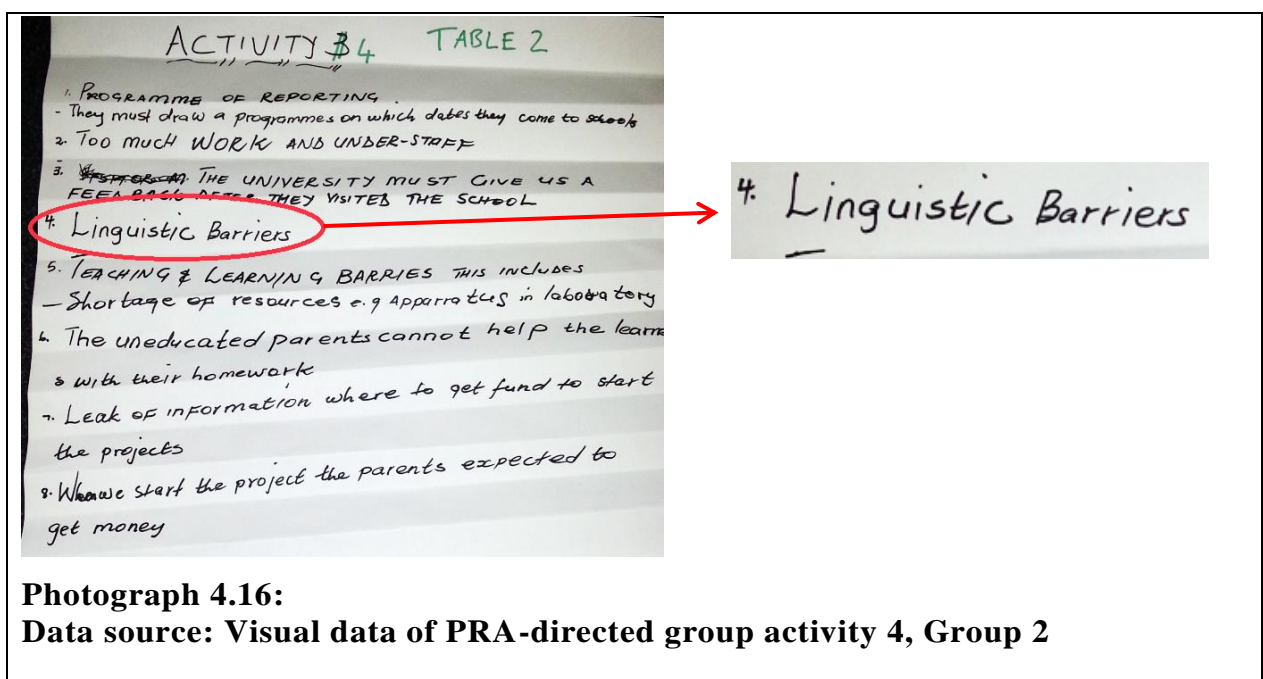 ACTIVITY 4 TABLE 2
1. PROGRAMME OF REPORTING.
- They must draw a programmes on which dates they come to schools
2. TOO MUCH WORK AND UNDER-STAFF
3. THE UNIVERSITY MUST GIVE US A
FEEDBACK AFTER THEY VISITED THE SCHOOL
4. Linguistic Barriers
4. Linguistic Barriers
5. TEACHING & LEARNING BARRIES THIS INCLUDES
- Shortage of resources e.g Apparratus in labobratory
6. The uneducated parents cannot help the learne
s with their homework
7. Leak of information where to get fund to start
the projects
8. When we start the project the parents expected to
get money
Photograph 4.16:
Data source: Visual data of PRA-directed group activity 4, Group 2